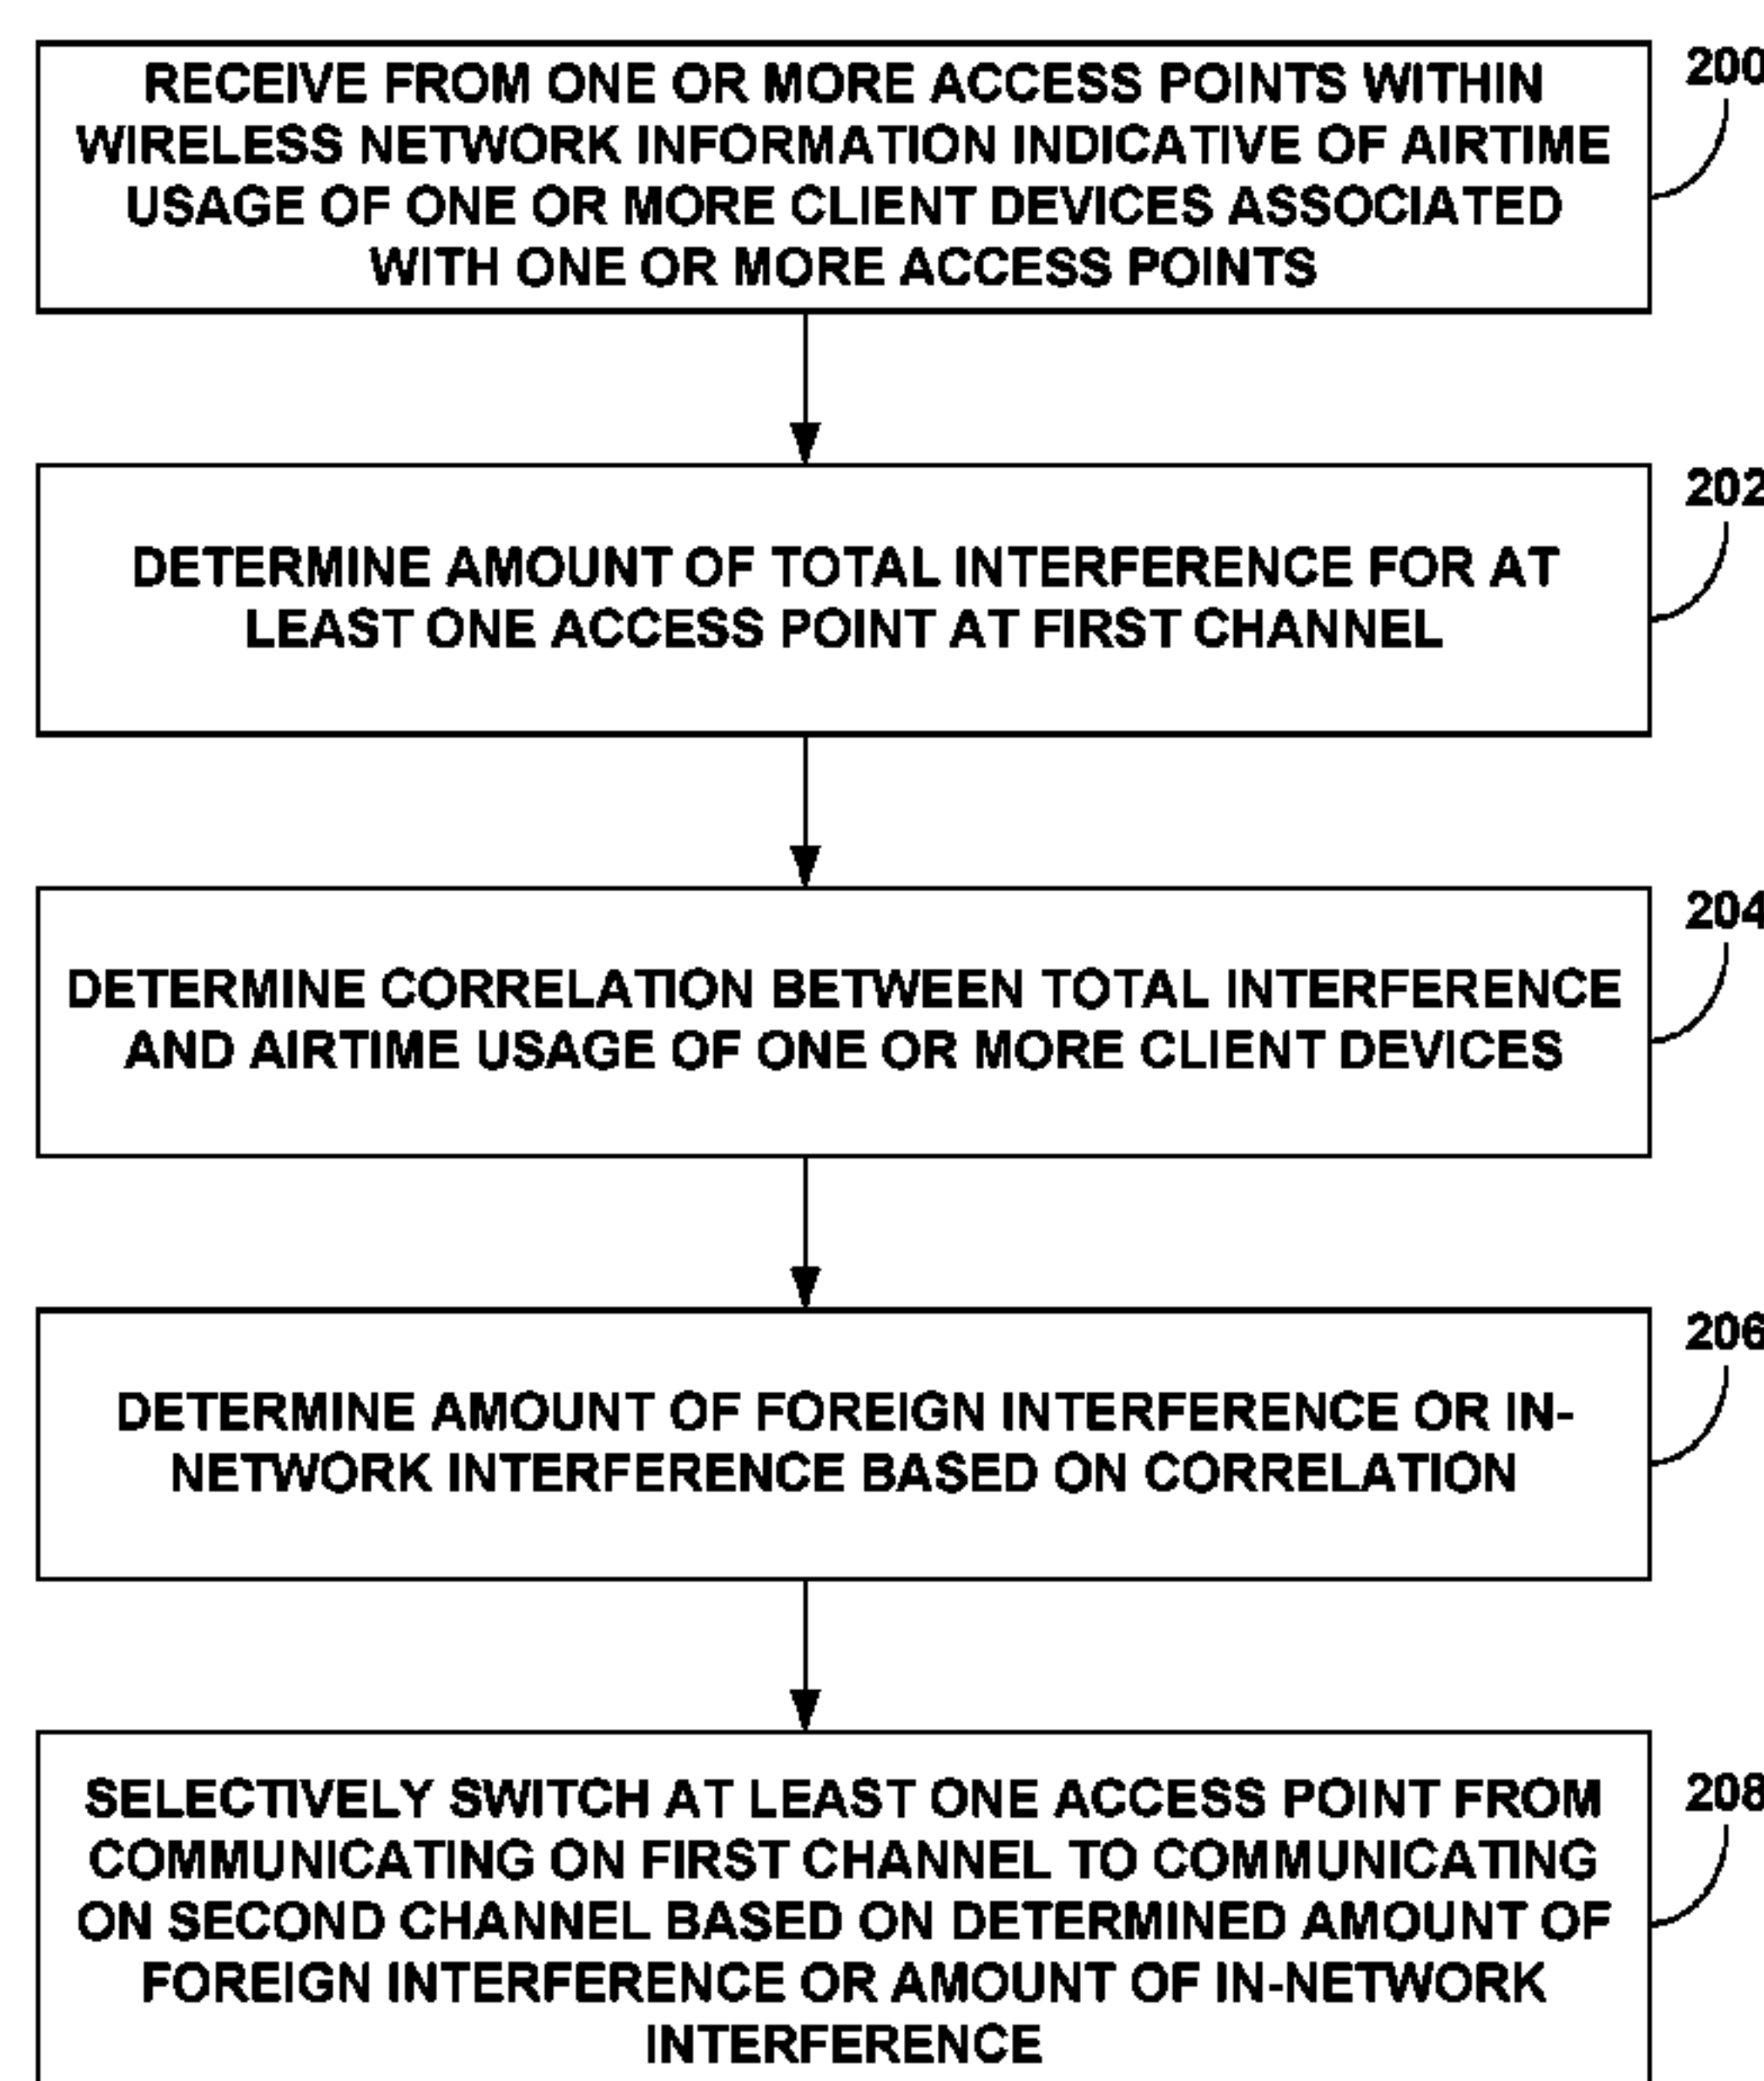 RECEIVE FROM ONE OR MORE ACCESS POINTS WITHIN
WIRELESS NETWORK INFORMATION INDICATIVE OF AIRTIME
USAGE OF ONE OR MORE CLIENT DEVICES ASSOCIATED
WITH ONE OR MORE ACCESS POINTS
200
DETERMINE AMOUNT OF TOTAL INTERFERENCE FOR AT
LEAST ONE ACCESS POINT AT FIRST CHANNEL
202
DETERMINE CORRELATION BETWEEN TOTAL INTERFERENCE
AND AIRTIME USAGE OF ONE OR MORE CLIENT DEVICES
204
DETERMINE AMOUNT OF FOREIGN INTERFERENCE OR IN-
NETWORK INTERFERENCE BASED ON CORRELATION
206
SELECTIVELY SWITCH AT LEAST ONE ACCESS POINT FROM
COMMUNICATING ON FIRST CHANNEL TO COMMUNICATING
ON SECOND CHANNEL BASED ON DETERMINED AMOUNT OF
FOREIGN INTERFERENCE OR AMOUNT OF IN-NETWORK
INTERFERENCE
208